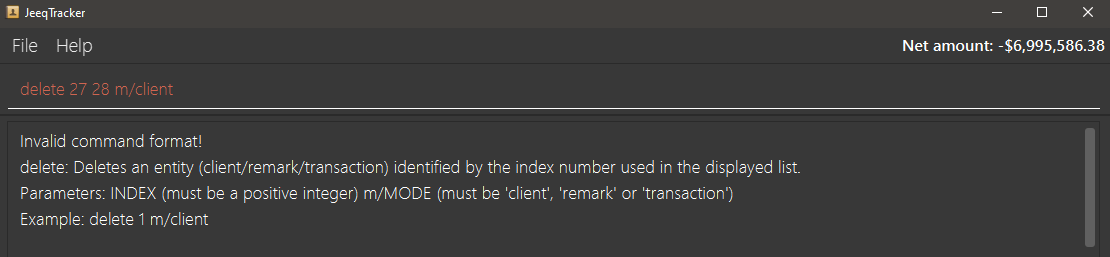 JeeqTracker
File Help Net amount: -$6,995,586.38
delete 27 28 m/client
Invalid command format!
delete: Deletes an entity (client/remark/transaction) identified by the index number used in the displayed list.
Parameters: INDEX (must be a positive integer) m/MODE (must be 'client', 'remark' or 'transaction')
Example: delete 1 m/client